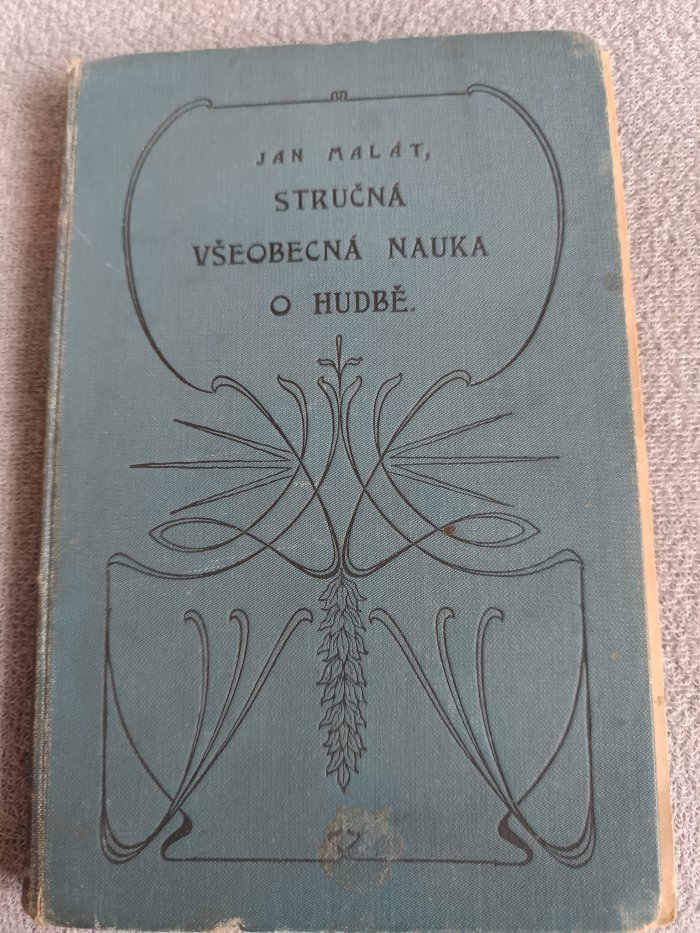 JAN MALÁT,
STRUČNÁ
VŠEOBECNÁ NAUKA
O HUDBĚ.